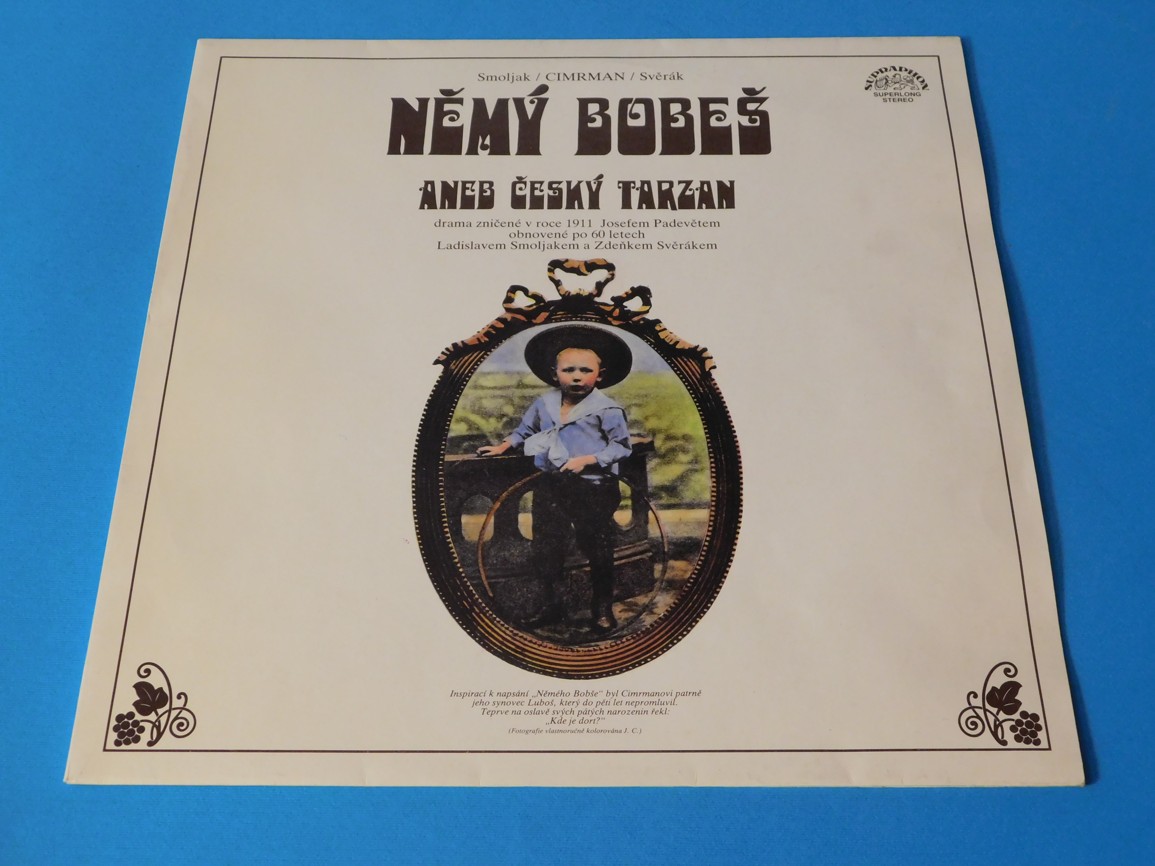 Smoljak / CIMRMAN / Svěrák
SUPRAPHON
SUPERLONG
STEREO
NĚMÝ BOBEŠ
ANEB ČESKÝ TARZAN
drama zničené v roce 1911 Josefem Padevětem
obnovené po 60 letech
Ladislavem Smoljakem a Zdeňkem Svěrákem
Inspirací k napsání „Němého Bobše“ byl Cimrmanovi patrně
jeho synovec Luboš, který do pěti let nepromluvil.
Teprve na oslavě svých pátých narozenin řekl:
„Kde je dort?“
(Fotografie vlastnoručně kolorována J. C.)